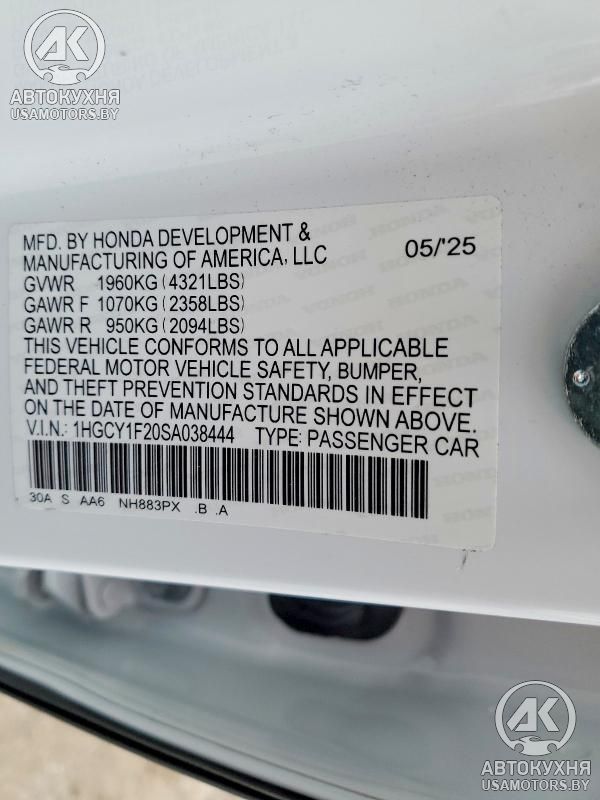 AK
АВТОКУХНЯ
USAMOTORS.BY
MFD. BY HONDA DEVELOPMENT &
MANUFACTURING OF AMERICA, LLC 05/'25
GVWR 1960KG (4321LBS)
GAWR F 1070KG (2358LBS)
GAWR R 950KG (2094LBS)
THIS VEHICLE CONFORMS TO ALL APPLICABLE
FEDERAL MOTOR VEHICLE SAFETY, BUMPER,
AND THEFT PREVENTION STANDARDS IN EFFECT
ON THE DATE OF MANUFACTURE SHOWN ABOVE.
V.I.N.: 1HGCY1F20SA038444 TYPE: PASSENGER CAR
30A S AA6 NH883PX .B .A
AK
АВТОКУХНЯ
USAMOTORS.BY